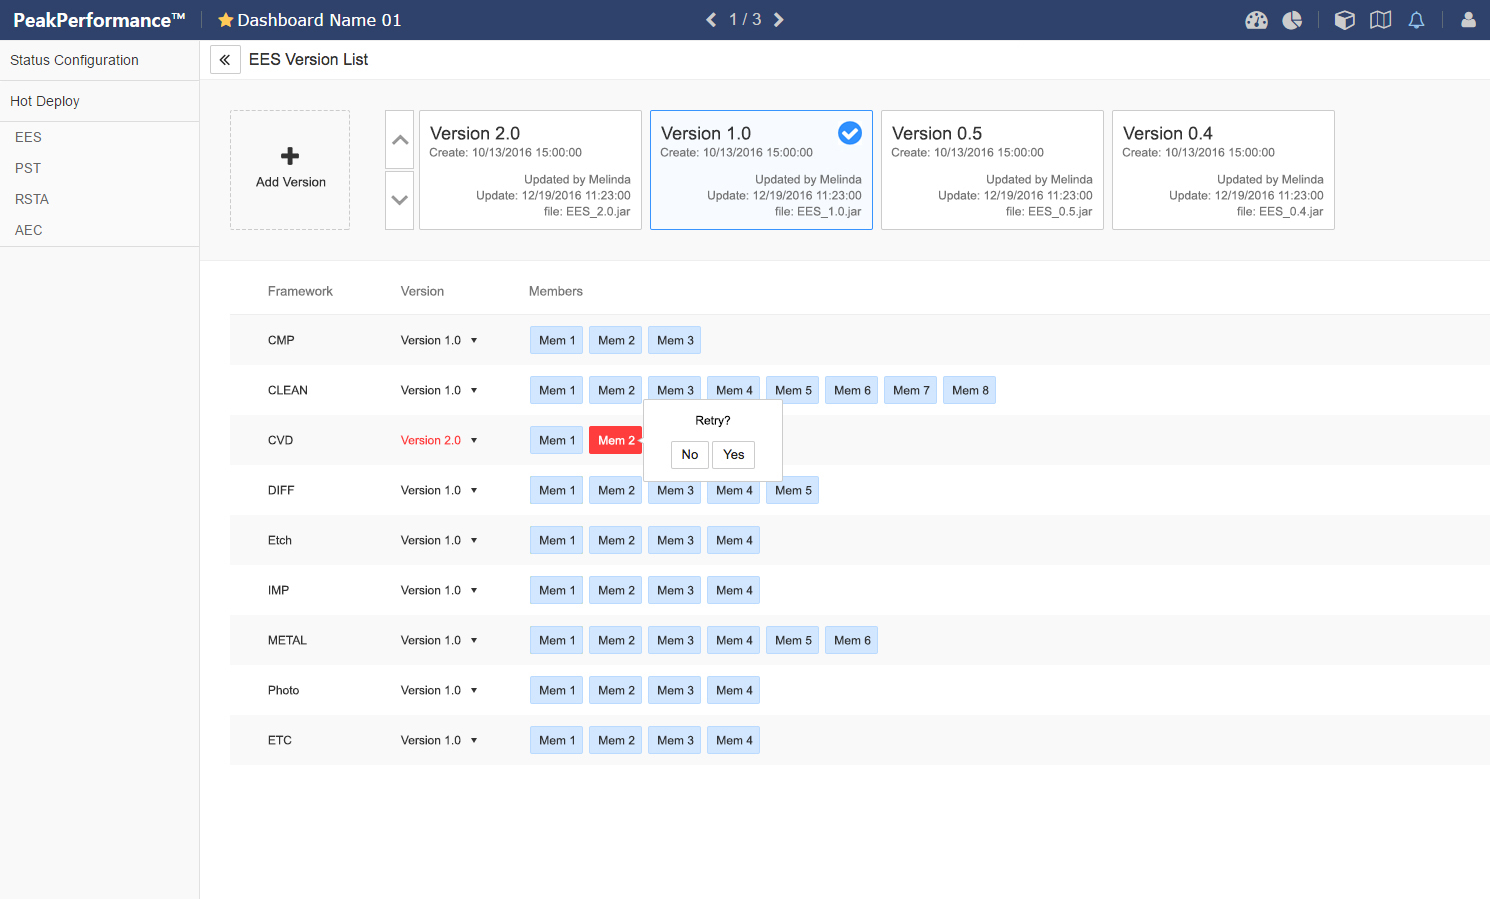 PeakPerformance™
Dashboard Name 01
1 / 3
Status Configuration
Hot Deploy
EES
PST
RSTA
AEC
EES Version List
Add Version
Version 2.0
Create: 10/13/2016 15:00:00
Updated by Melinda
Update: 12/19/2016 11:23:00
file: EES_2.0.jar
Version 1.0
Create: 10/13/2016 15:00:00
Updated by Melinda
Update: 12/19/2016 11:23:00
file: EES_1.0.jar
Version 0.5
Create: 10/13/2016 15:00:00
Updated by Melinda
Update: 12/19/2016 11:23:00
file: EES_0.5.jar
Version 0.4
Create: 10/13/2016 15:00:00
Updated by Melinda
Update: 12/19/2016 11:23:00
file: EES_0.4.jar
Framework Version Members
CMP Version 1.0 Mem 1 Mem 2 Mem 3
CLEAN Version 1.0 Mem 1 Mem 2 Mem 3 Mem 4 Mem 5 Mem 6 Mem 7 Mem 8
CVD Version 2.0 Mem 1 Mem 2
Retry?
No Yes
DIFF Version 1.0 Mem 1 Mem 2 Mem 3 Mem 4 Mem 5
Etch Version 1.0 Mem 1 Mem 2 Mem 3 Mem 4
IMP Version 1.0 Mem 1 Mem 2 Mem 3 Mem 4
METAL Version 1.0 Mem 1 Mem 2 Mem 3 Mem 4 Mem 5 Mem 6
Photo Version 1.0 Mem 1 Mem 2 Mem 3 Mem 4
ETC Version 1.0 Mem 1 Mem 2 Mem 3 Mem 4